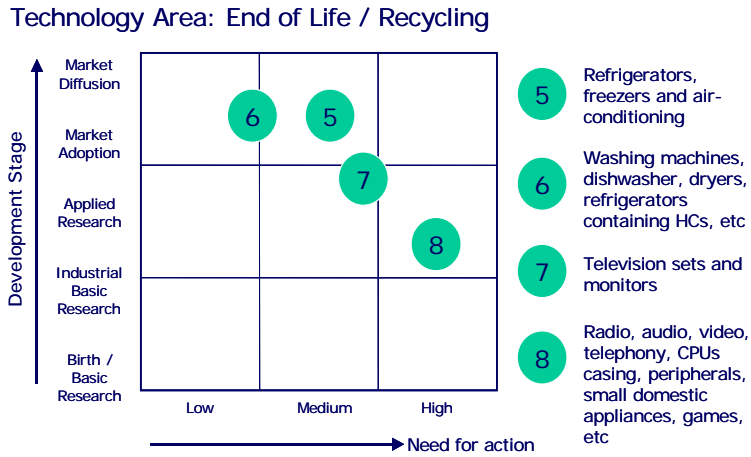 Technology Area: End of Life / Recycling
Market
Diffusion
Market
Adoption
Applied
Research
Industrial
Basic
Research
Birth /
Basic
Research
Development Stage
6
5
7
8
Low
Medium
High
Need for action
5
Refrigerators,
freezers and air-
conditioning
6
Washing machines,
dishwasher, dryers,
refrigerators
containing HCs, etc
7
Television sets and
monitors
8
Radio, audio, video,
telephony, CPUs
casing, peripherals,
small domestic
appliances, games,
etc